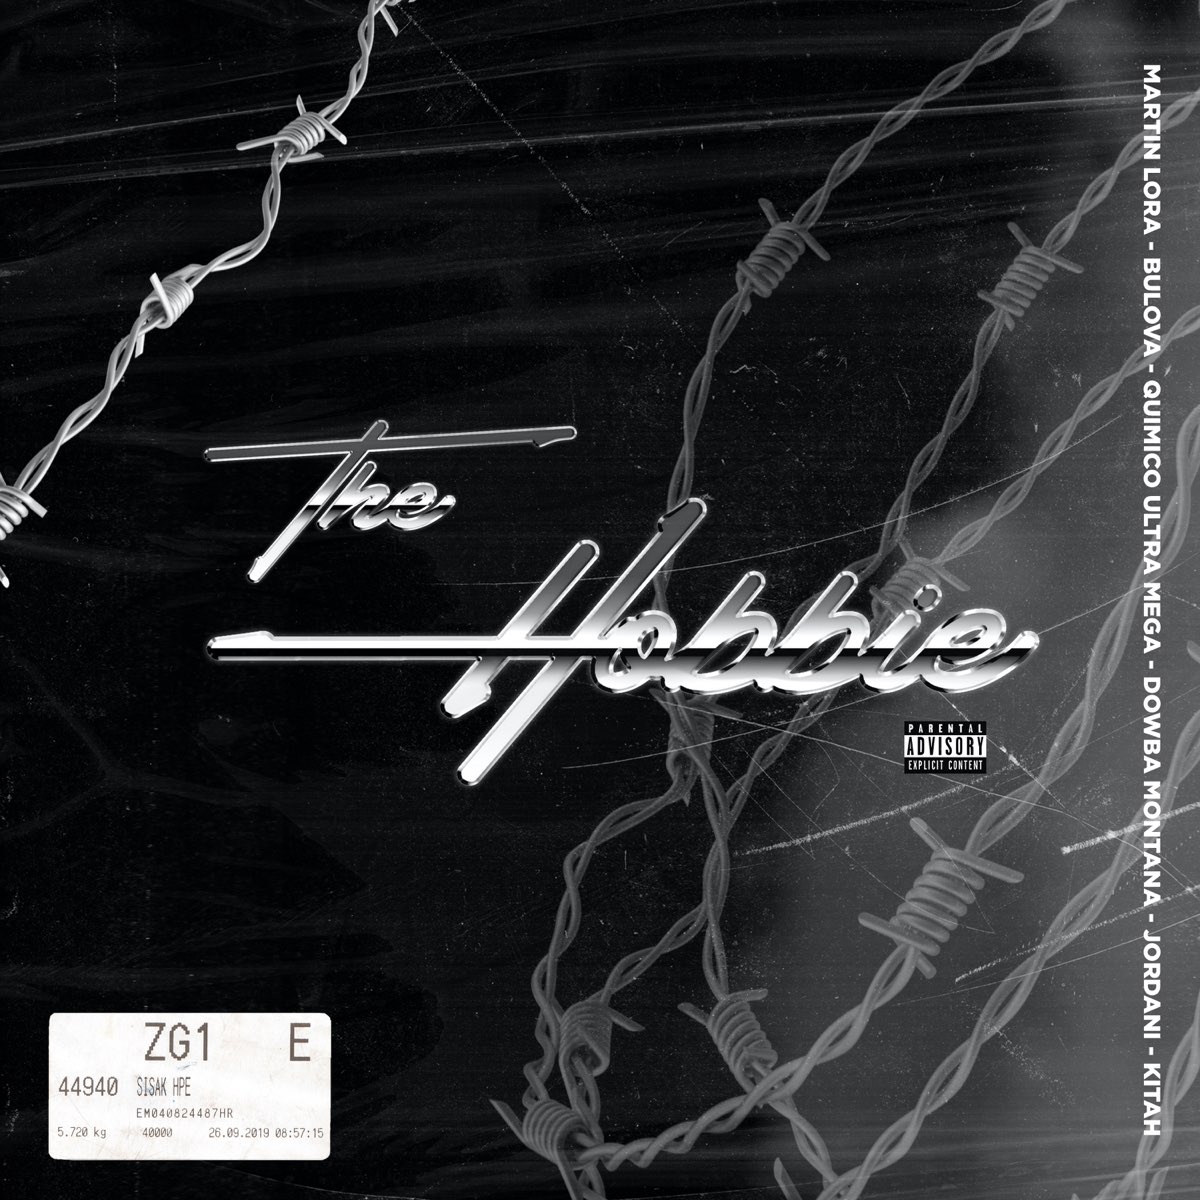 The
Hobbie
PARENTAL
ADVISORY
EXPLICIT CONTENT
MARTIN LORA - BULOVA - QUIMICO ULTRA MEGA - DOWBA MONTANA - JORDANI - KITAH
ZG1 E
44940 SISAK HPE
EM040824487HR
5.720 kg 40000 26.09.2019 08:57:15